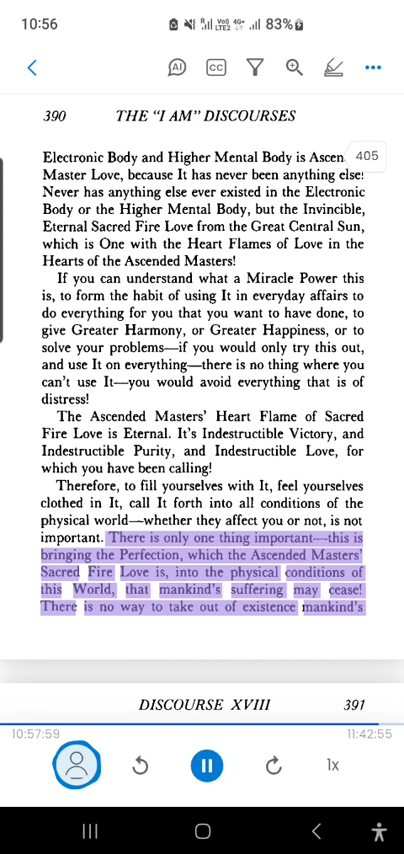 10:56
R Vo) LTE2 4G+ 83%
AI CC
390 THE “I AM” DISCOURSES
405
Electronic Body and Higher Mental Body is Ascen
Master Love, because It has never been anything else!
Never has anything else ever existed in the Electronic
Body or the Higher Mental Body, but the Invincible,
Eternal Sacred Fire Love from the Great Central Sun,
which is One with the Heart Flames of Love in the
Hearts of the Ascended Masters!
If you can understand what a Miracle Power this
is, to form the habit of using It in everyday affairs to
do everything for you that you want to have done, to
give Greater Harmony, or Greater Happiness, or to
solve your problems—if you would only try this out,
and use It on everything—there is no thing where you
can’t use It—you would avoid everything that is of
distress!
The Ascended Masters’ Heart Flame of Sacred
Fire Love is Eternal. It’s Indestructible Victory, and
Indestructible Purity, and Indestructible Love, for
which you have been calling!
Therefore, to fill yourselves with It, feel yourselves
clothed in It, call It forth into all conditions of the
physical world—whether they affect you or not, is not
important. There is only one thing important—this is
bringing the Perfection, which the Ascended Masters’
Sacred Fire Love is, into the physical conditions of
this World, that mankind’s suffering may cease!
There is no way to take out of existence mankind’s
DISCOURSE XVIII 391
10:57:59 11:42:55
1x